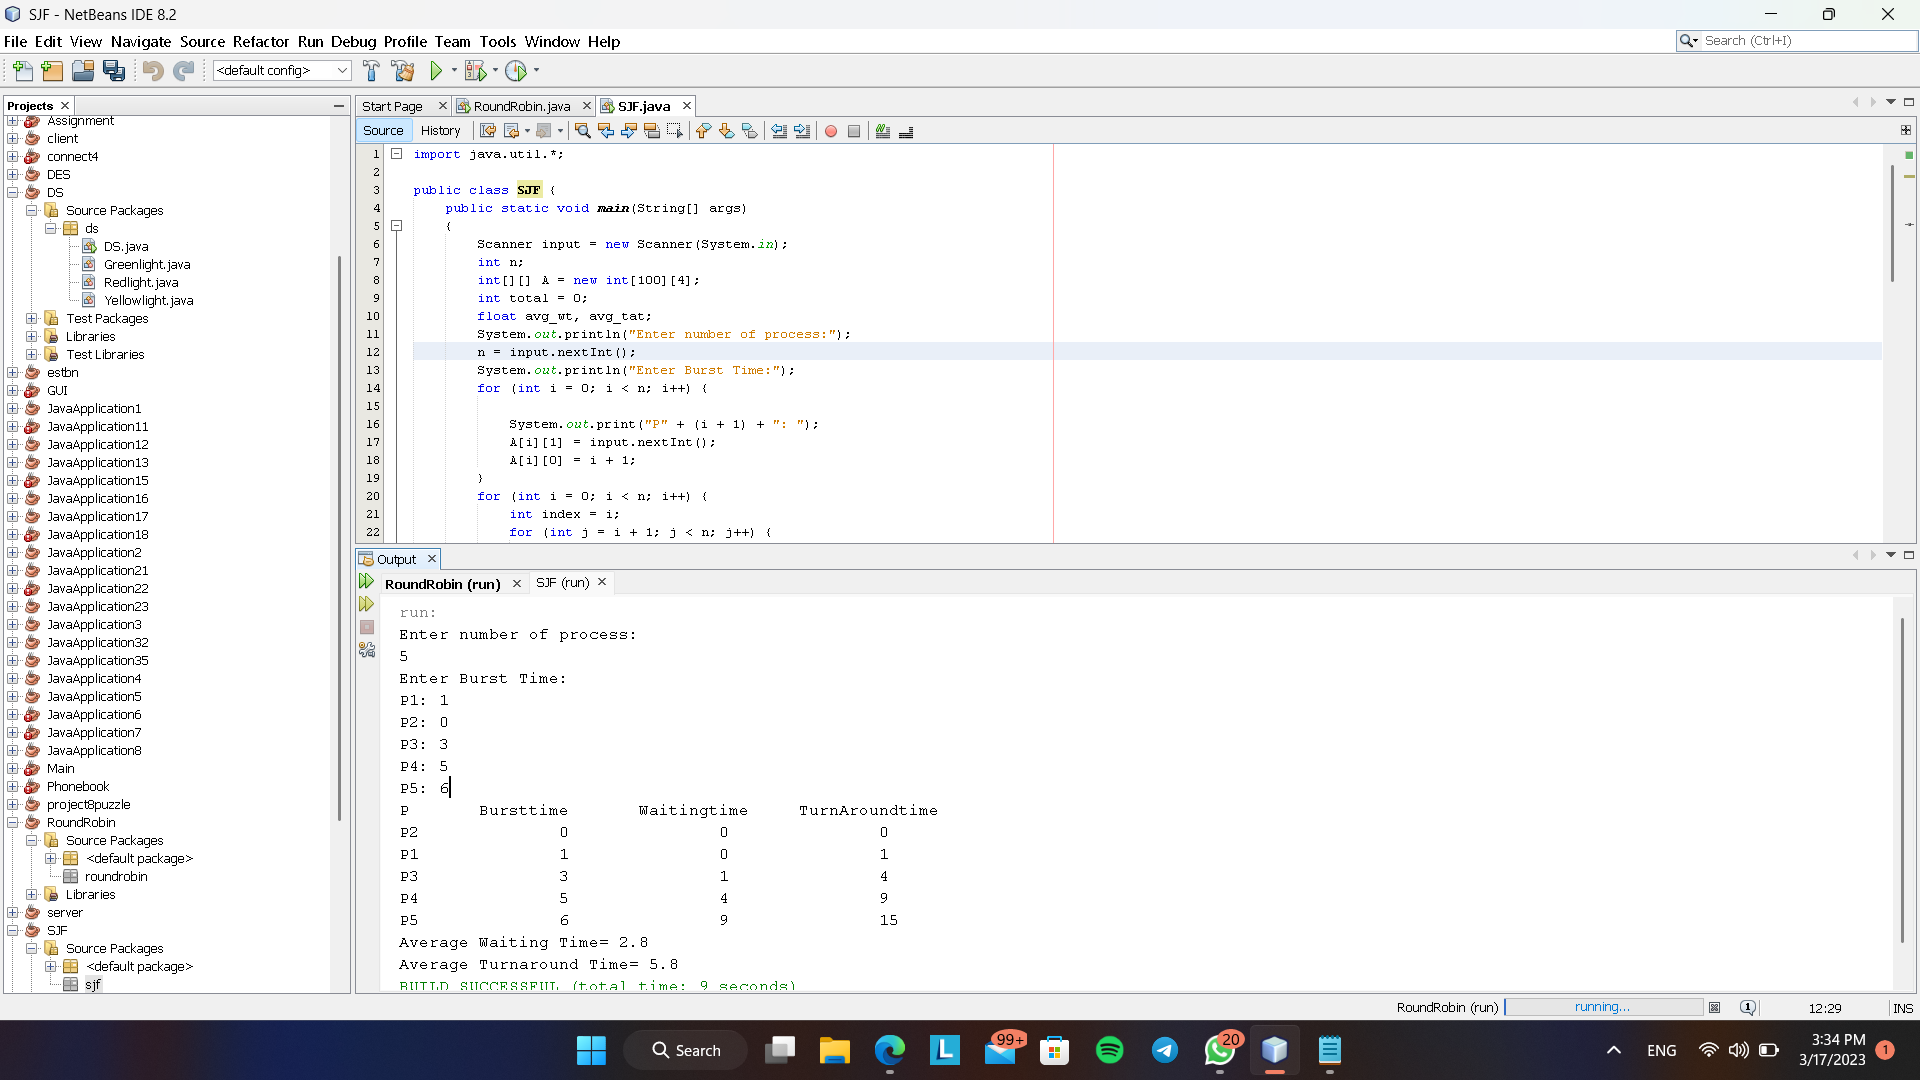 SJF - NetBeans IDE 8.2
File Edit View Navigate Source Refactor Run Debug Profile Team Tools Window Help
Search (Ctrl+I)
<default config>
Projects
Assignment
client
connect4
DES
DS
Source Packages
ds
DS.java
Greenlight.java
Redlight.java
Yellowlight.java
Test Packages
Libraries
Test Libraries
estbn
GUI
JavaApplication1
JavaApplication11
JavaApplication12
JavaApplication13
JavaApplication15
JavaApplication16
JavaApplication17
JavaApplication18
JavaApplication2
JavaApplication21
JavaApplication22
JavaApplication23
JavaApplication3
JavaApplication32
JavaApplication35
JavaApplication4
JavaApplication5
JavaApplication6
JavaApplication7
JavaApplication8
Main
Phonebook
project8puzzle
RoundRobin
Source Packages
<default package>
roundrobin
Libraries
server
SJF
Source Packages
<default package>
sjf
Start Page RoundRobin.java SJF.java
Source History
1 import java.util.*;
2
3 public class SJF {
4 public static void main(String[] args)
5 {
6 Scanner input = new Scanner(System.in);
7 int n;
8 int[][] A = new int[100][4];
9 int total = 0;
10 float avg_wt, avg_tat;
11 System.out.println("Enter number of process:");
12 n = input.nextInt();
13 System.out.println("Enter Burst Time:");
14 for (int i = 0; i < n; i++) {
15
16 System.out.print("P" + (i + 1) + ": ");
17 A[i][1] = input.nextInt();
18 A[i][0] = i + 1;
19 }
20 for (int i = 0; i < n; i++) {
21 int index = i;
22 for (int j = i + 1; j < n; j++) {
Output
RoundRobin (run) SJF (run)
run:
Enter number of process:
5
Enter Burst Time:
P1: 1
P2: 0
P3: 3
P4: 5
P5: 6
P Bursttime Waitingtime TurnAroundtime
P2 0 0 0
P1 1 0 1
P3 3 1 4
P4 5 4 9
P5 6 9 15
Average Waiting Time= 2.8
Average Turnaround Time= 5.8
BUILD SUCCESSFUL (total time: 9 seconds)
RoundRobin (run) running... 1 12:29 INS
Search
L
99+
20
ENG
3:34 PM
3/17/2023
1